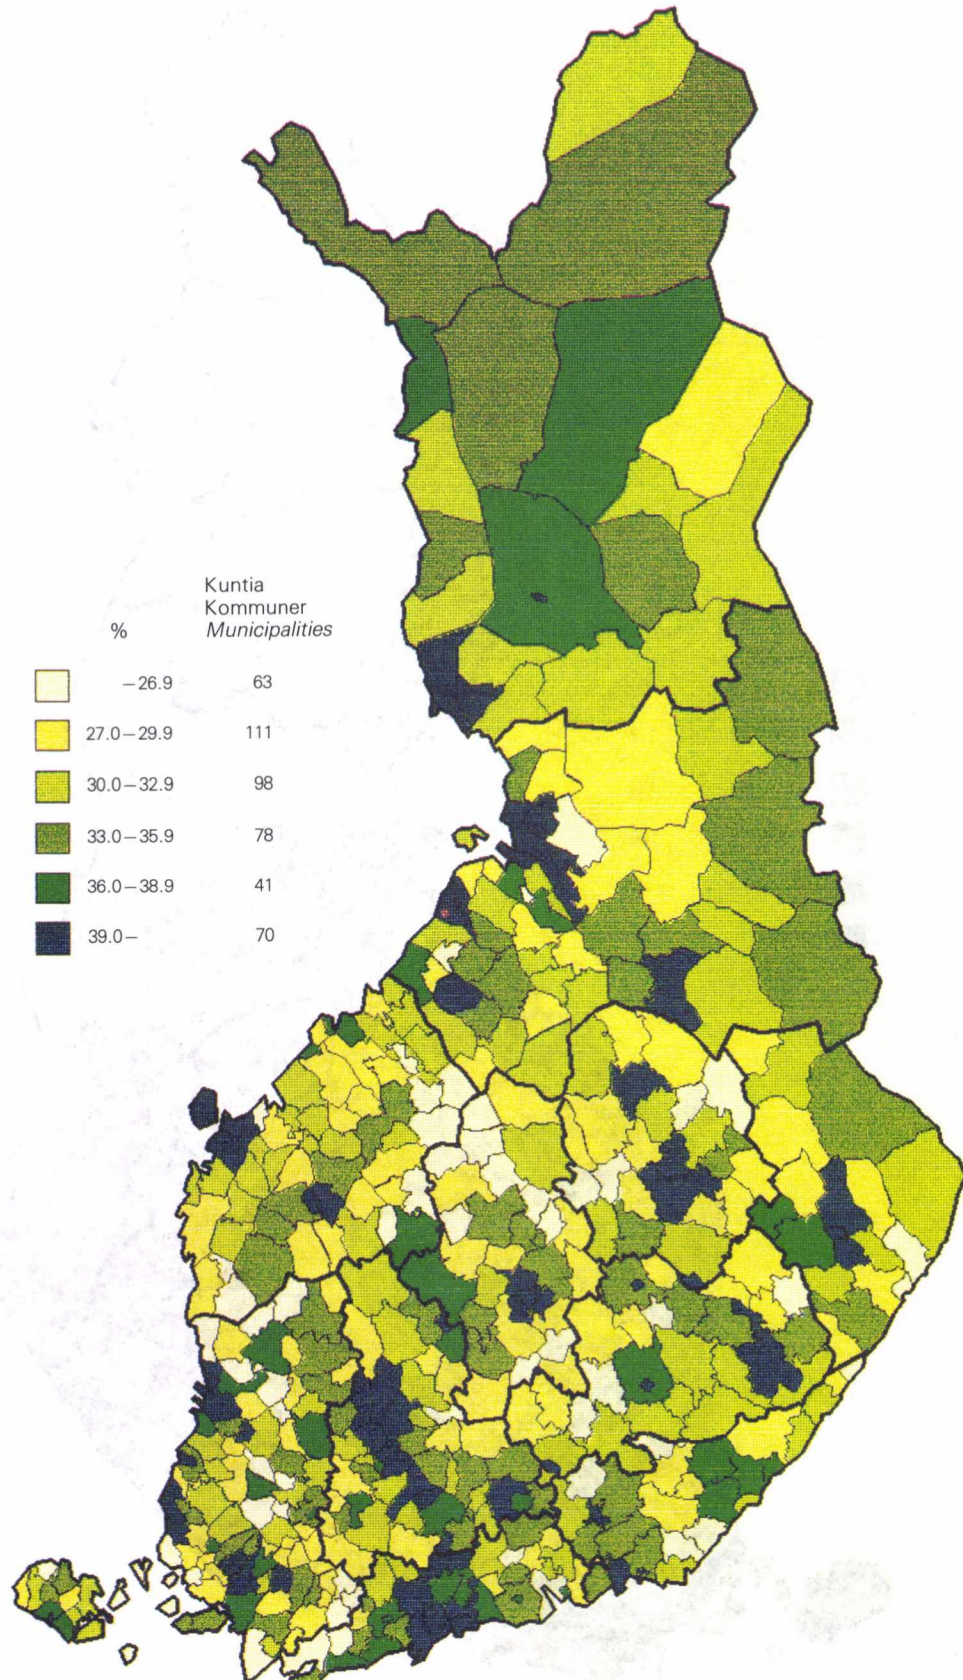 Kuntia
Kommuner
% Municipalities
–26.9 63
27.0–29.9 111
30.0–32.9 98
33.0–35.9 78
36.0–38.9 41
39.0– 70